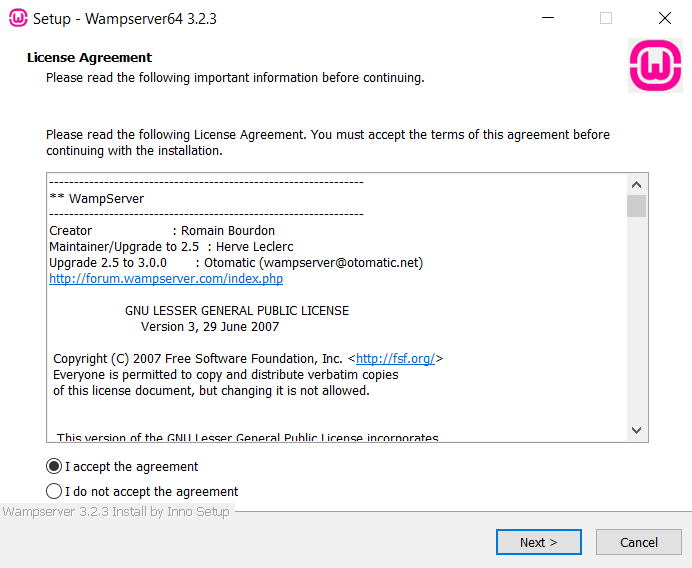 Setup - Wampserver64 3.2.3
License Agreement
Please read the following important information before continuing.
Please read the following License Agreement. You must accept the terms of this agreement before
continuing with the installation.
----------------------------------------------------------------
** WampServer
----------------------------------------------------------------
Creator : Romain Bourdon
Maintainer/Upgrade to 2.5 : Herve Leclerc
Upgrade 2.5 to 3.0.0 : Otomatic (wampserver@otomatic.net)
http://forum.wampserver.com/index.php
GNU LESSER GENERAL PUBLIC LICENSE
Version 3, 29 June 2007
Copyright (C) 2007 Free Software Foundation, Inc. <http://fsf.org/>
Everyone is permitted to copy and distribute verbatim copies
of this license document, but changing it is not allowed.
This version of the GNU Lesser General Public License incorporates
I accept the agreement
I do not accept the agreement
Wampserver 3.2.3 Install by Inno Setup
Next >
Cancel